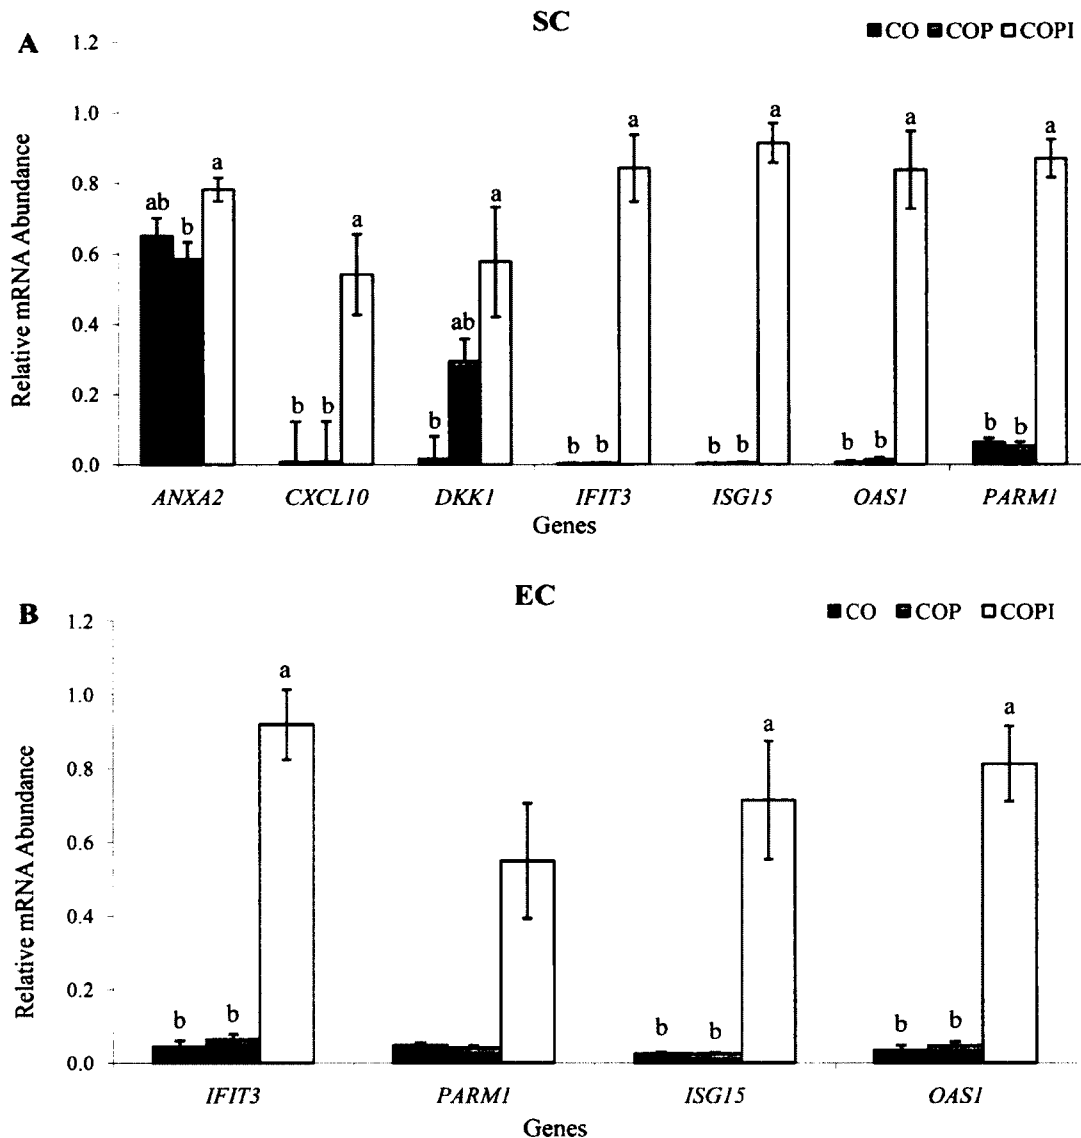 SC
A
■CO ■COP □COPI
1.2
1.0
0.8
0.6
0.4
0.2
0.0
Relative mRNA Abundance
ab b a
b b a
b ab a
b b a
b b a
b b a
b b a
ANXA2 CXCL10 DKK1 IFIT3 ISG15 OAS1 PARM1
Genes
EC
B
■CO ■COP □COPI
1.2
1.0
0.8
0.6
0.4
0.2
0.0
Relative mRNA Abundance
b b a
b b a
b b a
IFIT3 PARM1 ISG15 OAS1
Genes